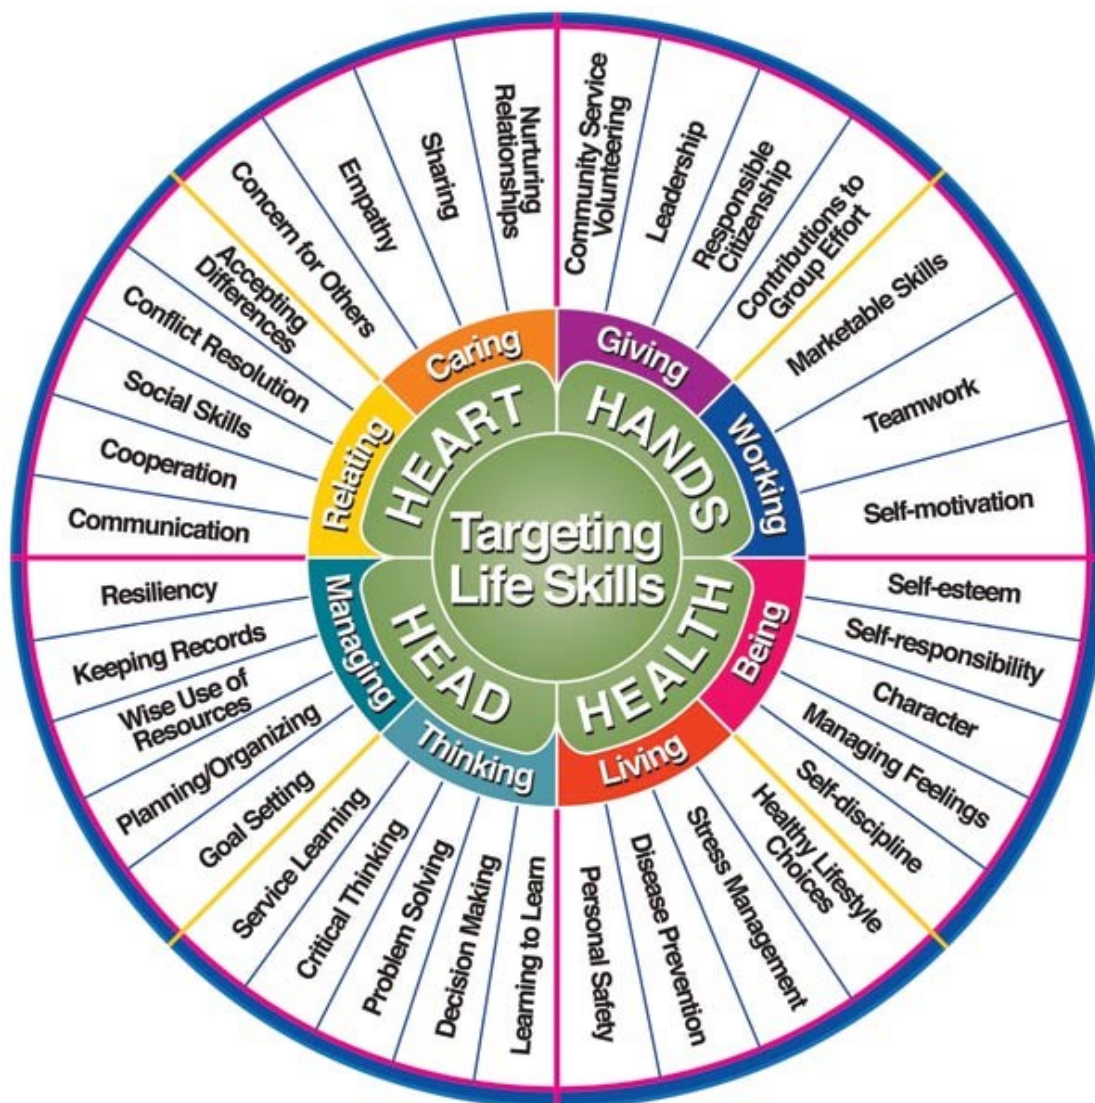 Targeting
Life Skills
HEART
HANDS
HEALTH
HEAD
Caring
Giving
Working
Being
Living
Thinking
Managing
Relating
Nurturing
Relationships
Sharing
Empathy
Concern for Others
Community Service
Volunteering
Leadership
Responsible
Citizenship
Contributions to
Group Effort
Marketable Skills
Teamwork
Self-motivation
Self-esteem
Self-responsibility
Character
Managing Feelings
Self-discipline
Healthy Lifestyle
Choices
Stress Management
Disease Prevention
Personal Safety
Learning to Learn
Decision Making
Problem Solving
Critical Thinking
Service Learning
Goal Setting
Planning/Organizing
Wise Use of
Resources
Keeping Records
Resiliency
Communication
Cooperation
Social Skills
Conflict Resolution
Accepting
Differences